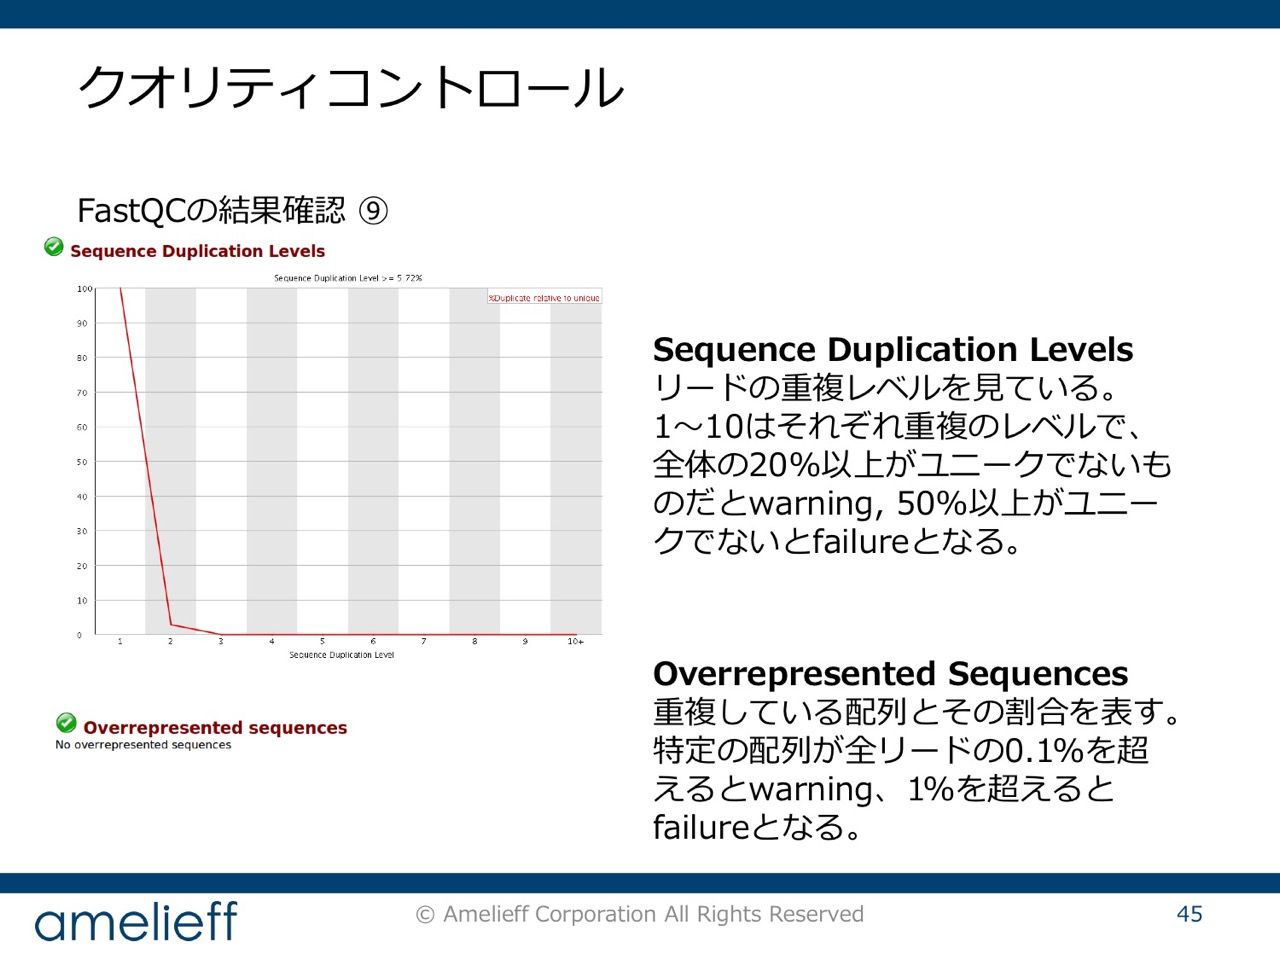 クオリティコントロール
FastQCの結果確認 ⑨
Sequence Duplication Levels
Sequence Duplication Level >= 5.72%
%Duplicate relative to unique
100
90
80
70
60
50
40
30
20
10
0
1 2 3 4 5 6 7 8 9 10+
Sequence Duplication Level
Overrepresented sequences
No overrepresented sequences
Sequence Duplication Levels
リードの重複レベルを見ている。
1～10はそれぞれ重複のレベルで、
全体の20%以上がユニークでないも
のだとwarning, 50%以上がユニー
クでないとfailureとなる。
Overrepresented Sequences
重複している配列とその割合を表す。
特定の配列が全リードの0.1%を超
えるとwarning、1%を超えると
failureとなる。
amelieff
© Amelieff Corporation All Rights Reserved
45